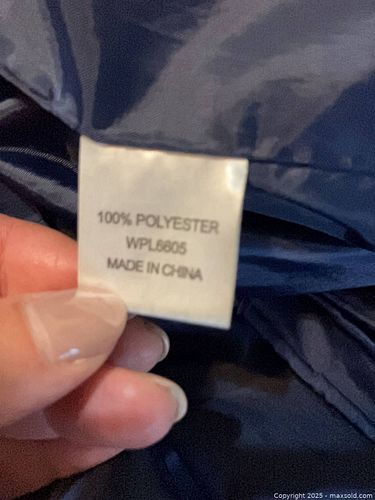 100% POLYESTER
WPL6605
MADE IN CHINA
Copyright © 2025 - maxsold.com